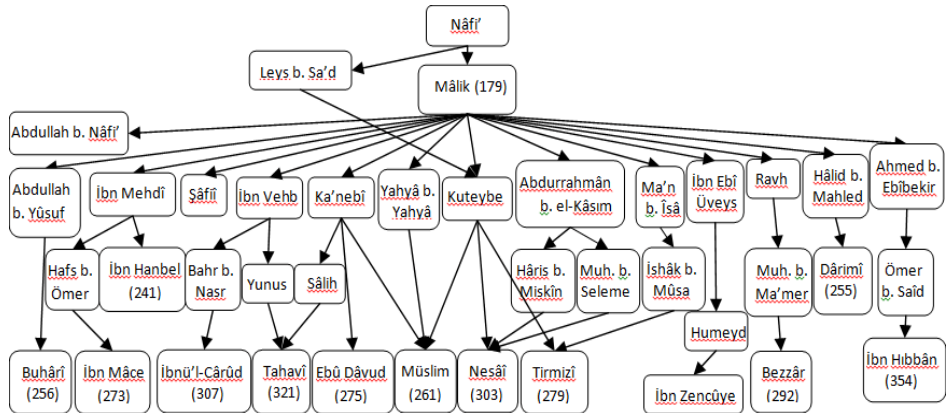 Nâfi’
Leys b. Sa’d
Mâlik (179)
Abdullah b. Nâfi’
Abdullah
b. Yûsuf
İbn Mehdî
Şâfiî
İbn Vehb
Ka’nebî
Yahyâ b.
Yahyâ
Kuteybe
Abdurrahmân
b. el-Kâsım
Ma’n
b. Îsâ
İbn Ebî
Üveys
Ravh
Hâlid b.
Mahled
Ahmed b.
Ebîbekir
Hafs b.
Ömer
İbn Hanbel
(241)
Bahr b.
Nasr
Yunus
Sâlih
Hâris b.
Miskîn
Muh. b.
Seleme
İshâk b.
Mûsa
Humeyd
Muh. b.
Ma’mer
Dârimî
(255)
Ömer
b. Saîd
Buhârî
(256)
İbn Mâce
(273)
İbnü’l-Cârûd
(307)
Tahavî
(321)
Ebû Dâvud
(275)
Müslim
(261)
Nesâî
(303)
Tirmizî
(279)
İbn Zencûye
Bezzâr
(292)
İbn Hıbbân
(354)